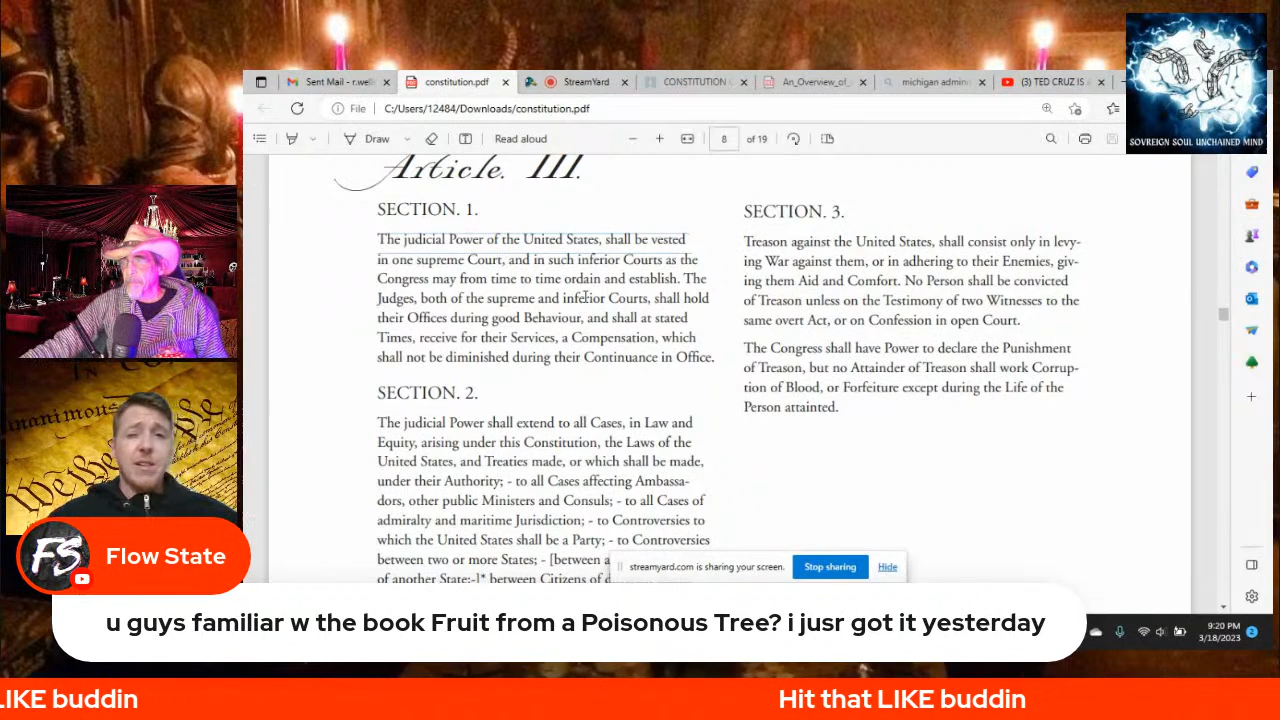 Sent Mail - r.well
constitution.pdf
StreamYard
CONSTITUTION
An_Overview_of_
michigan admin
(3) TED CRUZ IS
File
C:/Users/12484/Downloads/constitution.pdf
Draw
Read aloud
8
of 19
SOVREIGN SOUL UNCHAINED MIND
Article. III.
SECTION. 1.
The judicial Power of the United States, shall be vested
in one supreme Court, and in such inferior Courts as the
Congress may from time to time ordain and establish. The
Judges, both of the supreme and inferior Courts, shall hold
their Offices during good Behaviour, and shall at stated
Times, receive for their Services, a Compensation, which
shall not be diminished during their Continuance in Office.
SECTION. 2.
The judicial Power shall extend to all Cases, in Law and
Equity, arising under this Constitution, the Laws of the
United States, and Treaties made, or which shall be made,
under their Authority; - to all Cases affecting Ambassa-
dors, other public Ministers and Consuls; - to all Cases of
admiralty and maritime Jurisdiction; - to Controversies to
which the United States shall be a Party; - to Controversies
between two or more States; - [between a
of another State;-]* between Citizens of d
SECTION. 3.
Treason against the United States, shall consist only in levy-
ing War against them, or in adhering to their Enemies, giv-
ing them Aid and Comfort. No Person shall be convicted
of Treason unless on the Testimony of two Witnesses to the
same overt Act, or on Confession in open Court.
The Congress shall have Power to declare the Punishment
of Treason, but no Attainder of Treason shall work Corrup-
tion of Blood, or Forfeiture except during the Life of the
Person attainted.
streamyard.com is sharing your screen.
Stop sharing
Hide
We the
nanimous
IN CO
FS
Flow State
u guys familiar w the book Fruit from a Poisonous Tree? i jusr got it yesterday
9:20 PM
3/18/2023
2
LIKE buddin
Hit that LIKE buddin